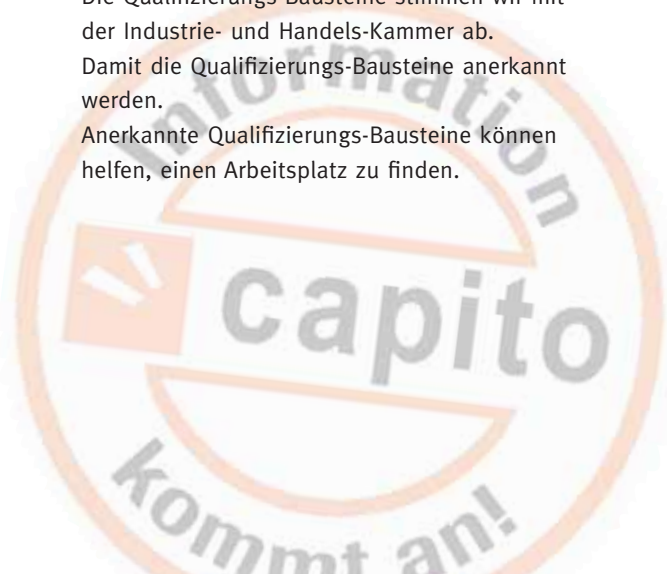 Die Qualifizierungs-Bausteine stimmen wir mit
der Industrie- und Handels-Kammer ab.
Damit die Qualifizierungs-Bausteine anerkannt
werden.
Anerkannte Qualifizierungs-Bausteine können
helfen, einen Arbeitsplatz zu finden.
Information
capito
kommt an!